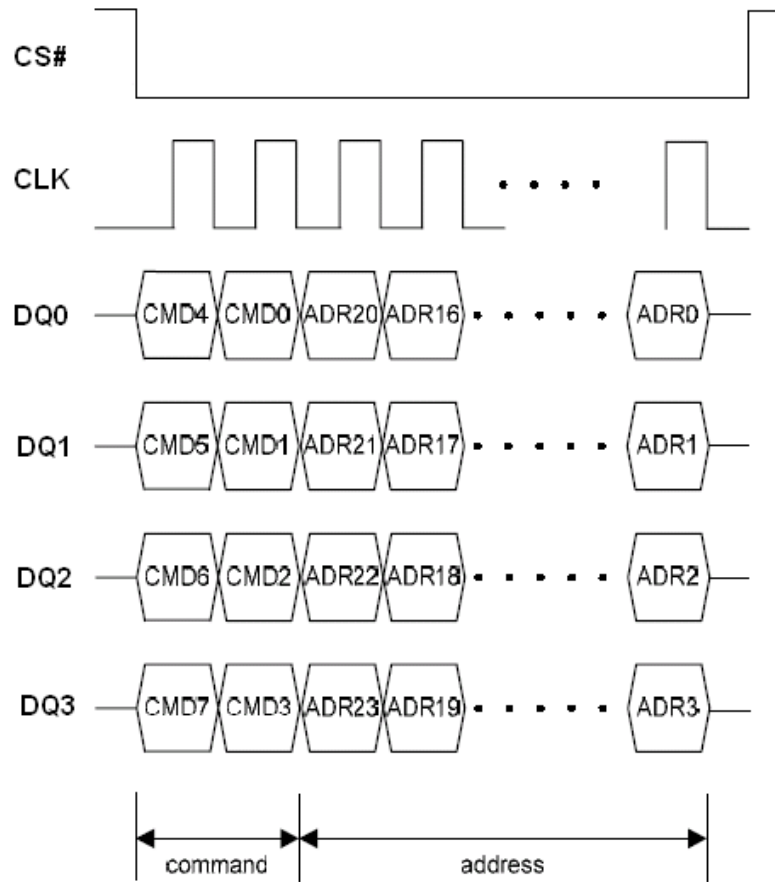 CS#
CLK
DQ0 CMD4 CMD0 ADR20 ADR16 ADR0
DQ1 CMD5 CMD1 ADR21 ADR17 ADR1
DQ2 CMD6 CMD2 ADR22 ADR18 ADR2
DQ3 CMD7 CMD3 ADR23 ADR19 ADR3
command address